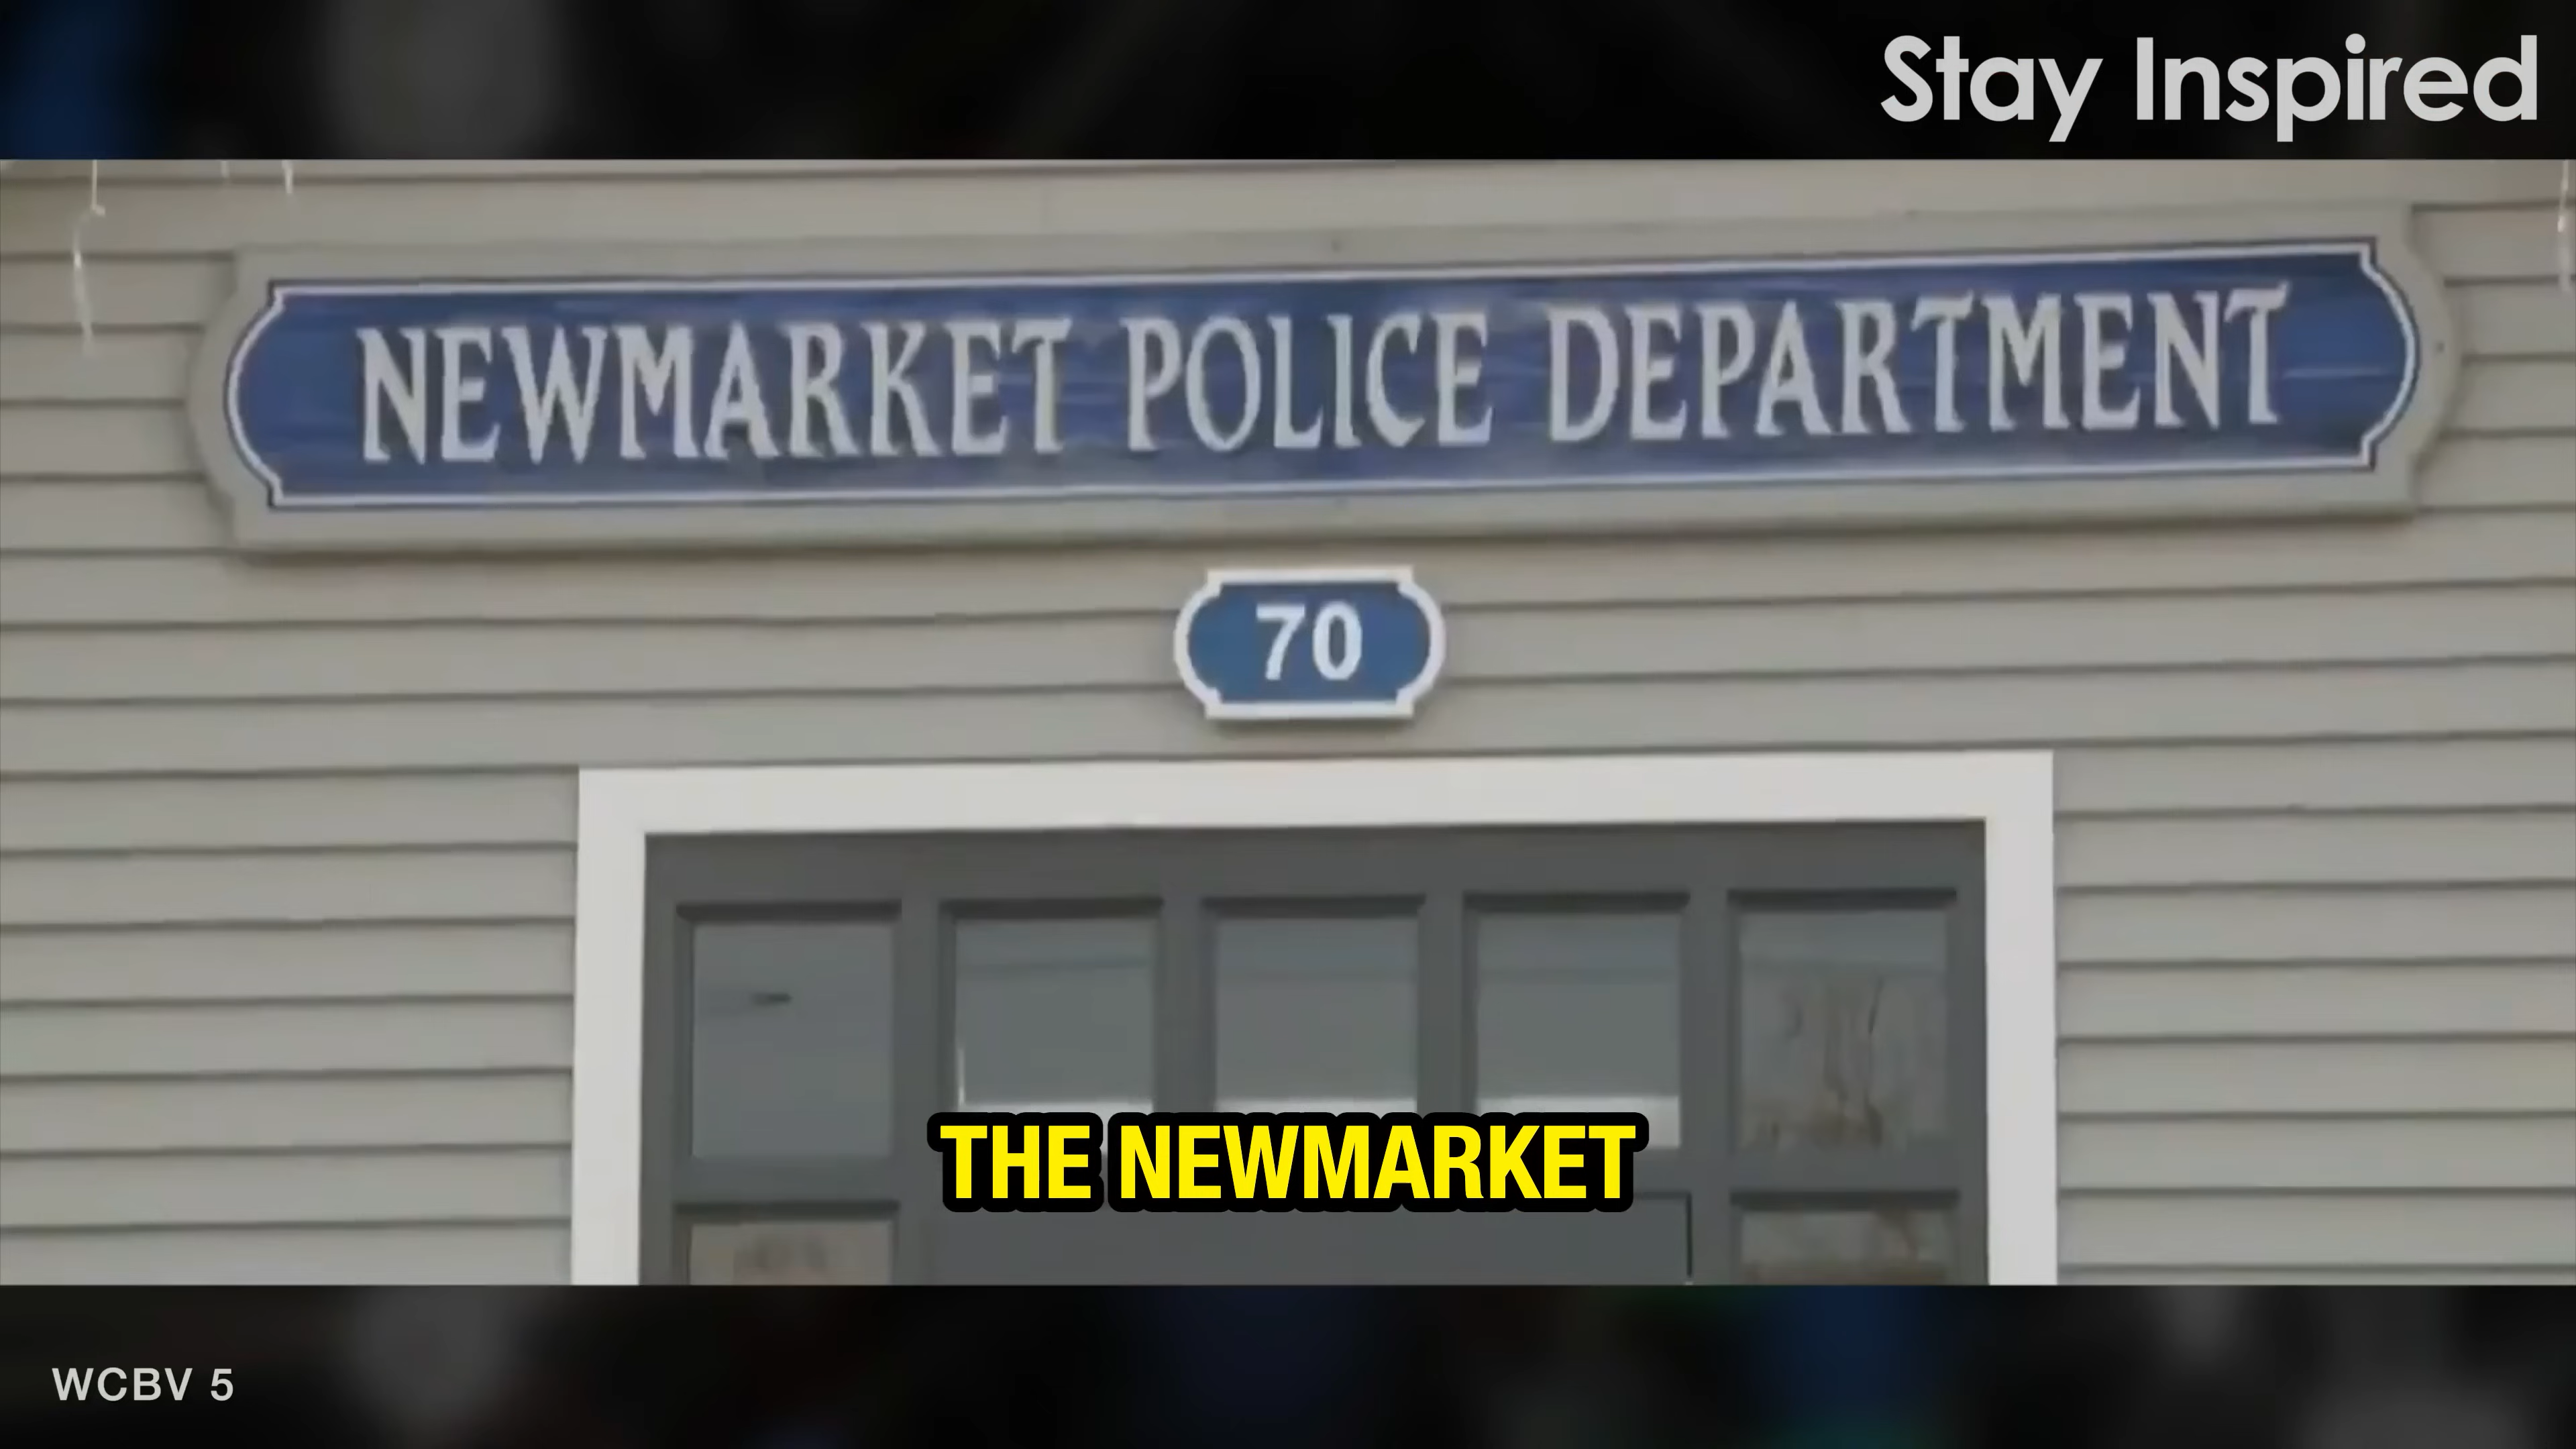 Stay Inspired
NEWMARKET POLICE DEPARTMENT
70
THE NEWMARKET
WCBV 5